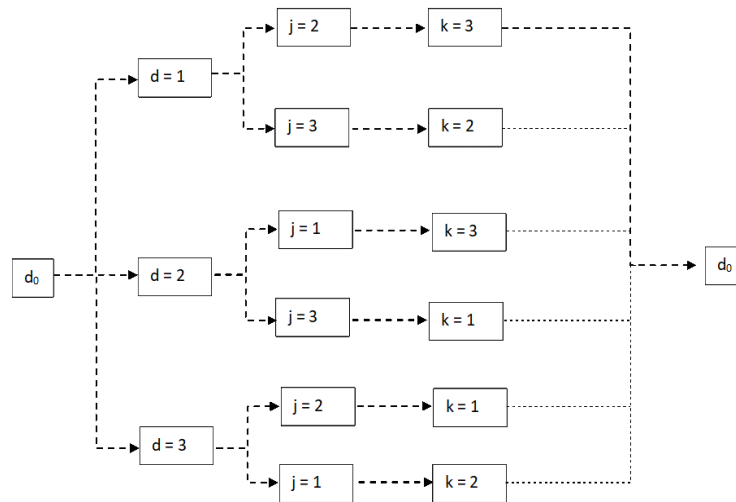 j = 2
k = 3
d = 1
j = 3
k = 2
j = 1
k = 3
d₀
d = 2
d₀
j = 3
k = 1
j = 2
k = 1
d = 3
j = 1
k = 2